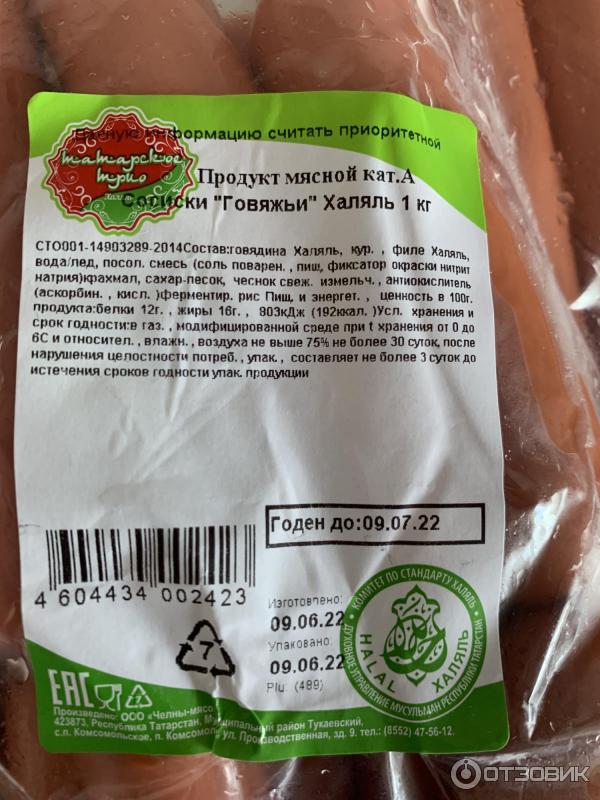 Данную информацию считать приоритетной
татарское
трио
Халяль
Продукт мясной кат.А
Сосиски "Говяжьи" Халяль 1 кг
СТО001-14903289-2014Состав:говядина Халяль, кур. , филе Халяль,
вода/лед, посол. смесь (соль поварен. , пищ, фиксатор окраски нитрит
натрия)крахмал, сахар-песок, чеснок свеж. измельч. , антиокислитель
(аскорбин. , кисл. )ферментир. рис Пищ. и энергет. , ценность в 100г.
продукта:белки 12г. , жиры 16г. , 803кДж (192ккал. )Усл. хранения и
срок годности:в газ. , модифицированной среде при t хранения от 0 до
6С и относител. , влажн. , воздуха не выше 75% не более 30 суток, после
нарушения целостности потреб. , упак. , составляет не более 3 суток до
истечения сроков годности упак. продукции
Годен до:09.07.22
4 604434 002423
Изготовлено:
09.06.22
Упаковано:
09.06.22
Plu: (489)
7
КОМИТЕТ ПО СТАНДАРТУ ХАЛЯЛЬ
ДУХОВНОЕ УПРАВЛЕНИЕ МУСУЛЬМАН РЕСПУБЛИКИ ТАТАРСТАН
HALAL ХАЛЯЛЬ
EAC
Произведено: ООО «Челны-мясо
423873, Республика Татарстан, Муниципальный район Тукаевский,
с.п. Комсомольское, п. Комсомолец ул. Производственная, зд. 9. тел.: (8552) 47-56-12.
ОТЗОВИК